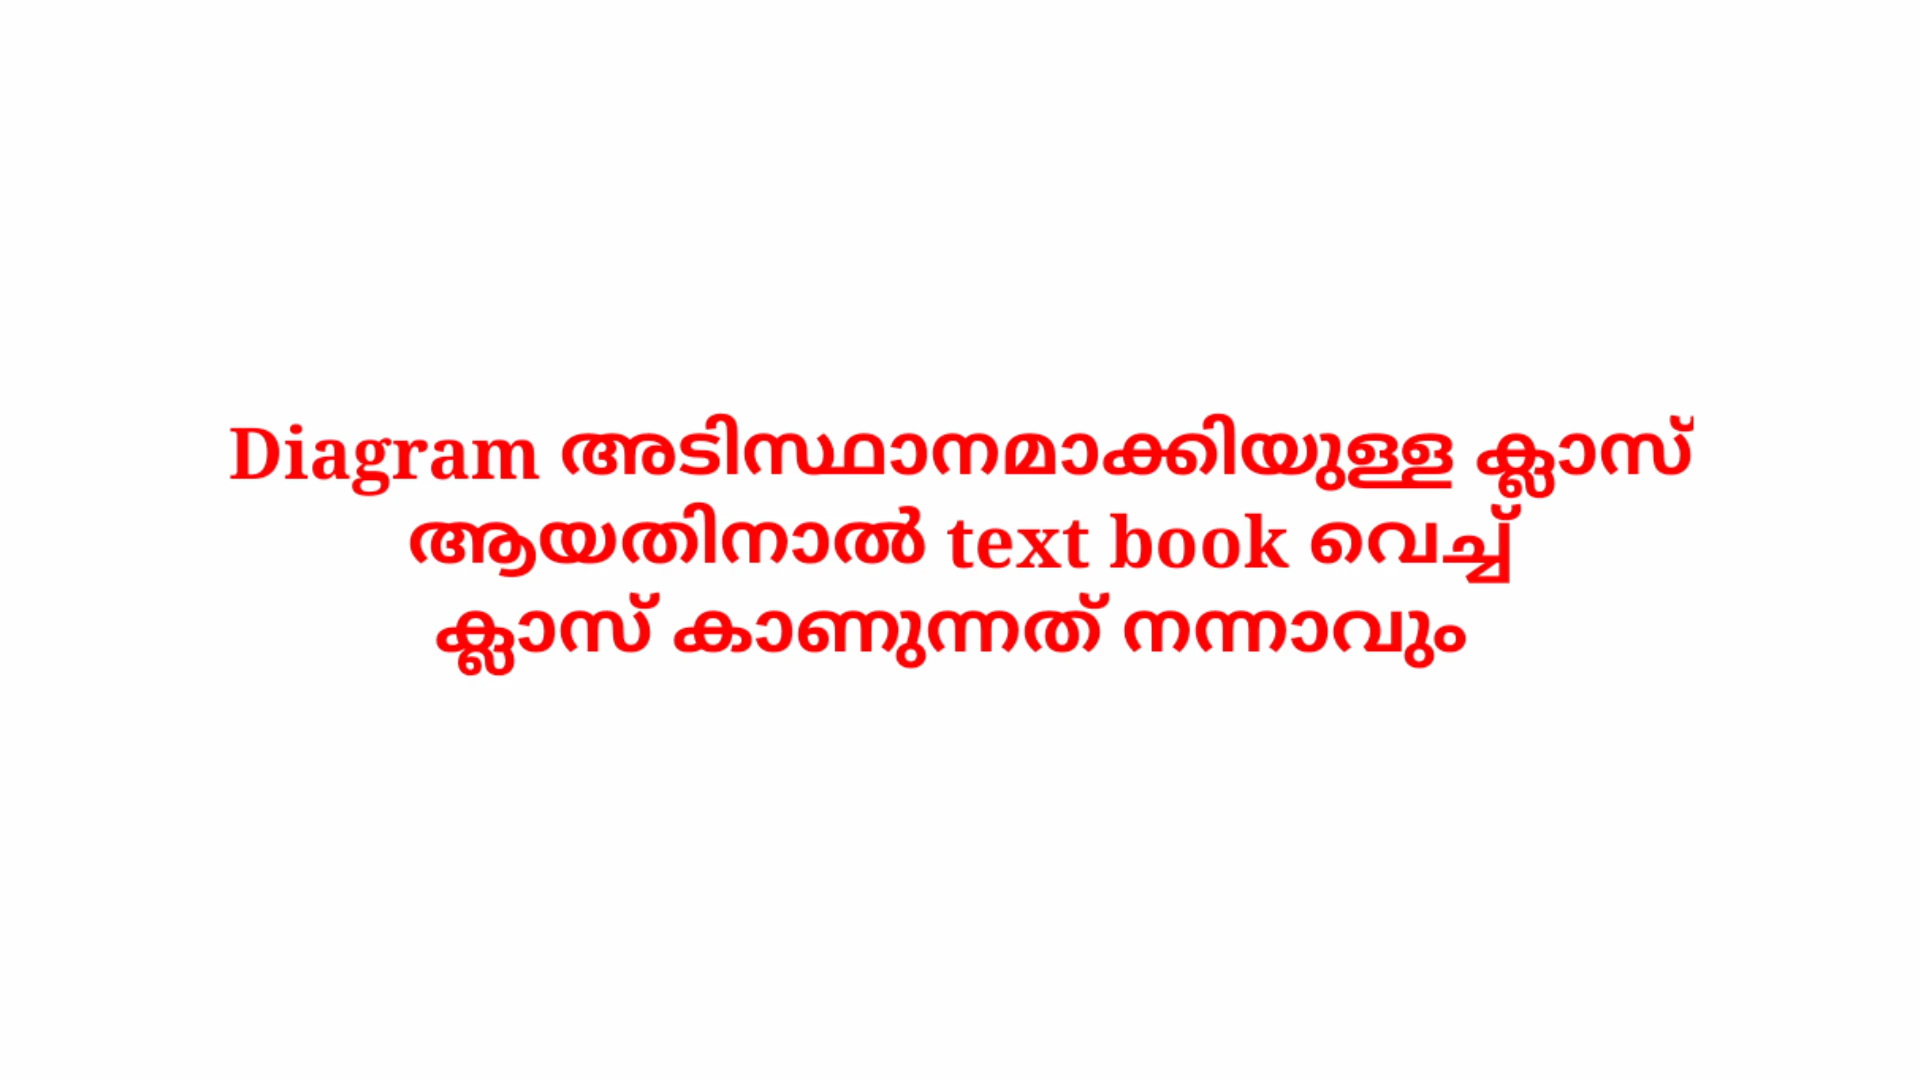 Diagram അടിസ്ഥാനമാക്കിയുള്ള ക്ലാസ്
ആയതിനാൽ text book വെച്ച്
ക്ലാസ് കാണുന്നത് നന്നാവും